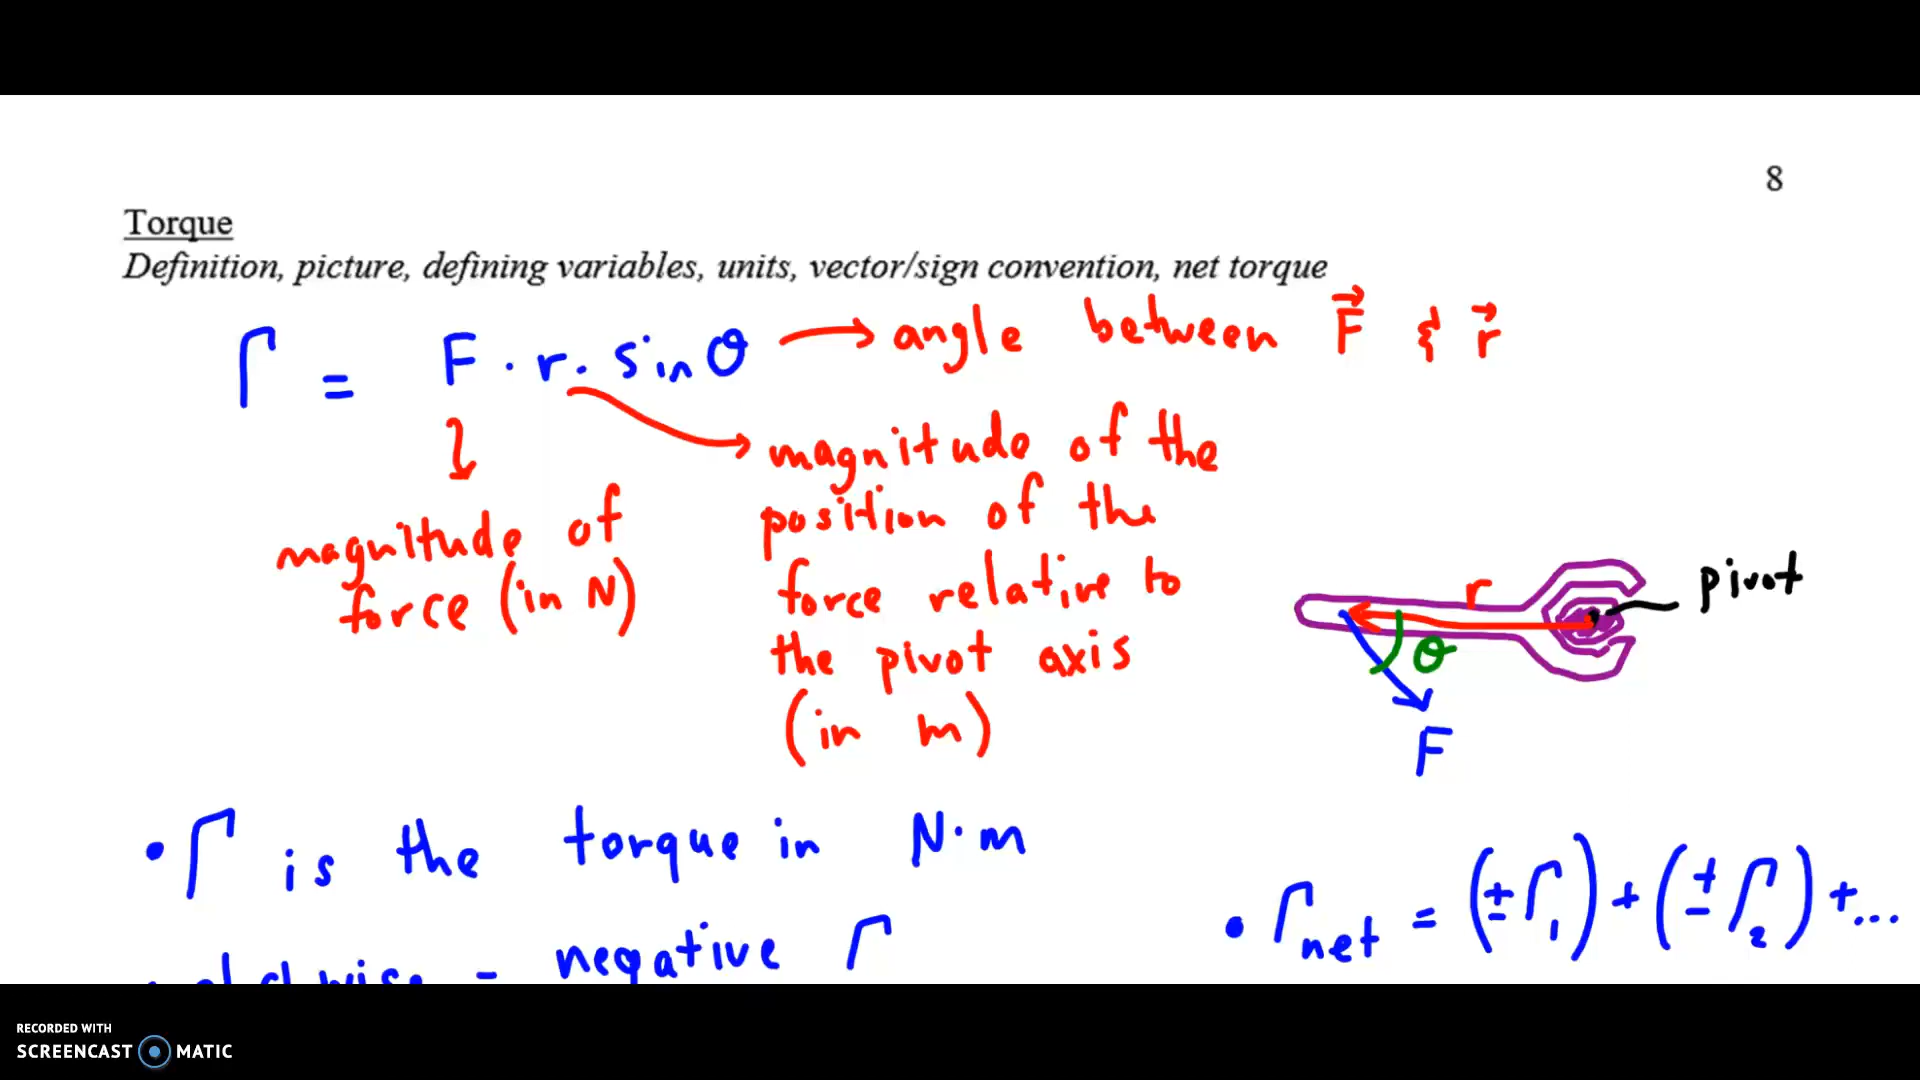 8
Torque
Definition, picture, defining variables, units, vector/sign convention, net torque
Γ = F · r · sin θ → angle between F⃗ & r⃗
magnitude of force (in N)
magnitude of the
position of the
force relative to
the pivot axis
(in m)
r
pivot
θ
F
• Γ is the torque in N·m
• Γnet = (± Γ1) + (± Γ2) + ...
• clockwise = negative Γ
RECORDED WITH
SCREENCAST MATIC